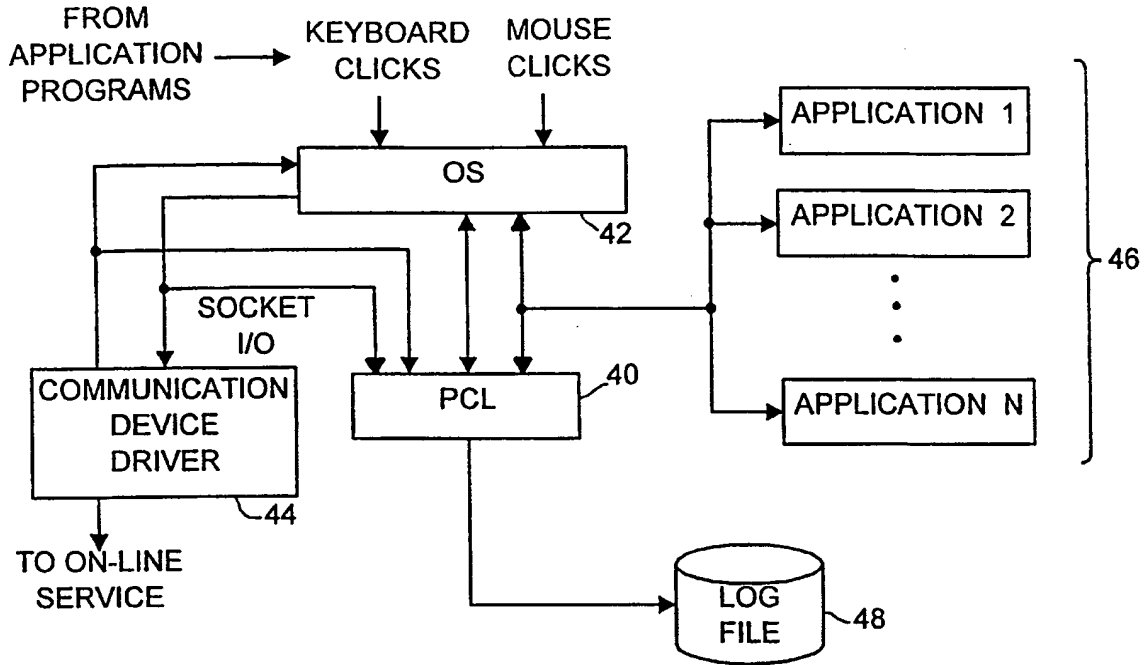 FROM
APPLICATION
PROGRAMS
KEYBOARD
CLICKS
MOUSE
CLICKS
OS
42
APPLICATION 1
APPLICATION 2
APPLICATION N
46
SOCKET
I/O
COMMUNICATION
DEVICE
DRIVER
44
PCL
40
TO ON-LINE
SERVICE
LOG
FILE
48